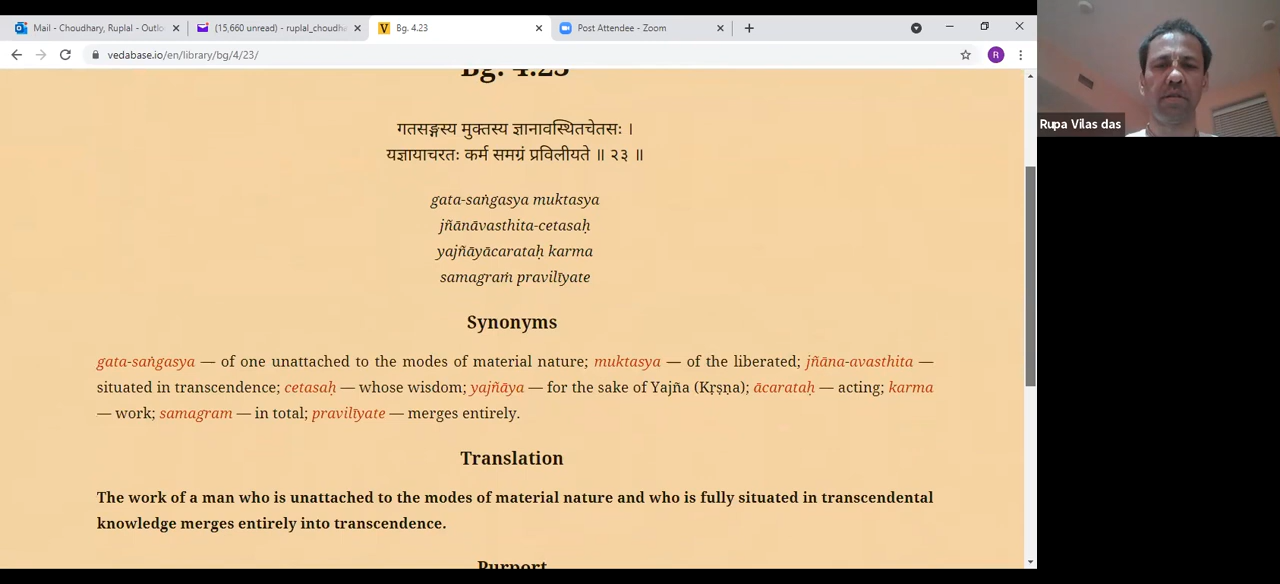 Mail - Choudhary, Ruplal - Outlo
(15,660 unread) - ruplal_choudha
Bg. 4.23
Post Attendee - Zoom
vedabase.io/en/library/bg/4/23/
R
Rupa Vilas das
Bg. 4.23
गतसङ्गस्य मुक्तस्य ज्ञानावस्थितचेतसः ।
यज्ञायाचरतः कर्म समग्रं प्रविलीयते ॥ २३ ॥
gata-saṅgasya muktasya
jñānāvasthita-cetasaḥ
yajñāyācarataḥ karma
samagraṁ pravilīyate
Synonyms
gata-saṅgasya — of one unattached to the modes of material nature; muktasya — of the liberated; jñāna-avasthita —
situated in transcendence; cetasaḥ — whose wisdom; yajñāya — for the sake of Yajña (Kṛṣṇa); ācarataḥ — acting; karma
— work; samagram — in total; pravilīyate — merges entirely.
Translation
The work of a man who is unattached to the modes of material nature and who is fully situated in transcendental
knowledge merges entirely into transcendence.
Purport